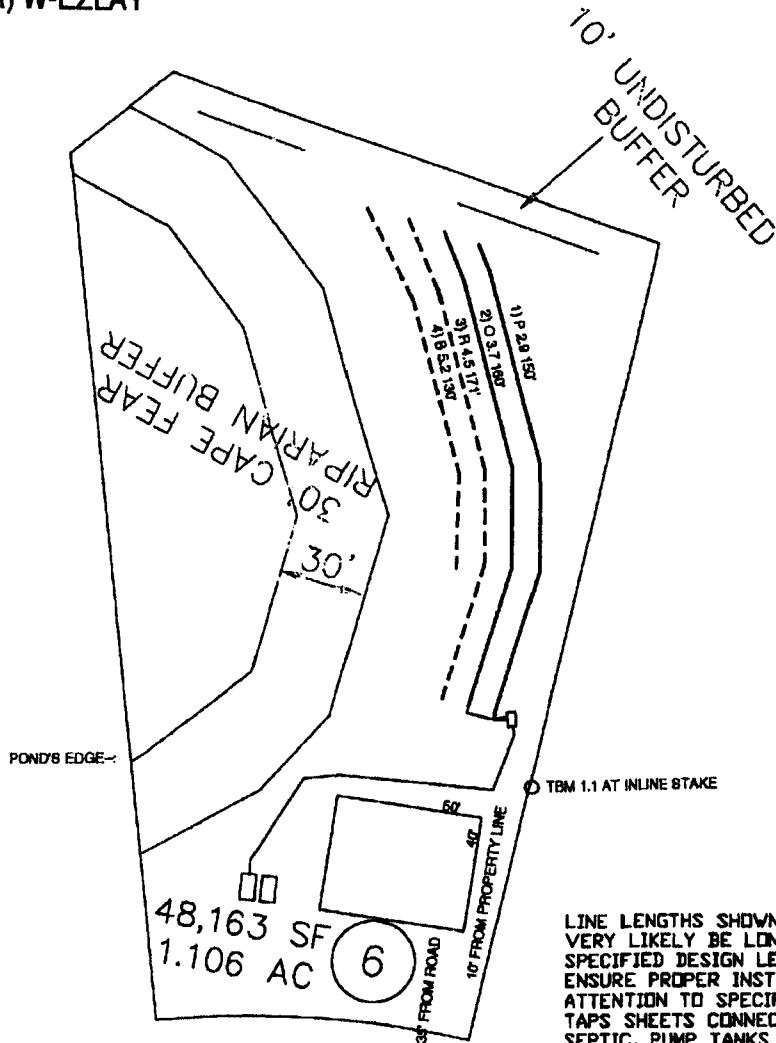 W-EZLAY
10' UNDISTURBED
BUFFER
1) P 2.9 150'
2) O 3.7 160'
3) R 4.5 171'
4) B 5.2 130'
30' CAPE FEAR
RIPARIAN BUFFER
30'
POND'S EDGE
TBM 1.1 AT INLINE STAKE
60'
40'
10' FROM PROPERTY LINE
35' FROM ROAD
48,163 SF
1.106 AC
6
LINE LENGTHS SHOWN
VERY LIKELY BE LON
SPECIFIED DESIGN LE
ENSURE PROPER INST
ATTENTION TO SPECIF
TAPS SHEETS CONNEC
SEPTIC, PUMP TANKS